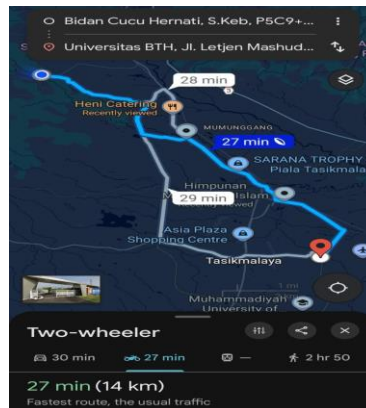 Bidan Cucu Hernati, S.Keb, P5C9+...
Universitas BTH, Jl. Letjen Mashud...
28 min
Heni Catering
Recently viewed
MUMUNGGANG
27 min
SARANA TROPHY
Piala Tasikmala
Himpunan
Islam
29 min
Asia Plaza
Shopping Centre
Tasikmalaya
1 mi
Muhammadiyah
University of
Two-wheeler
30 min
27 min
—
2 hr 50
27 min (14 km)
Fastest route, the usual traffic